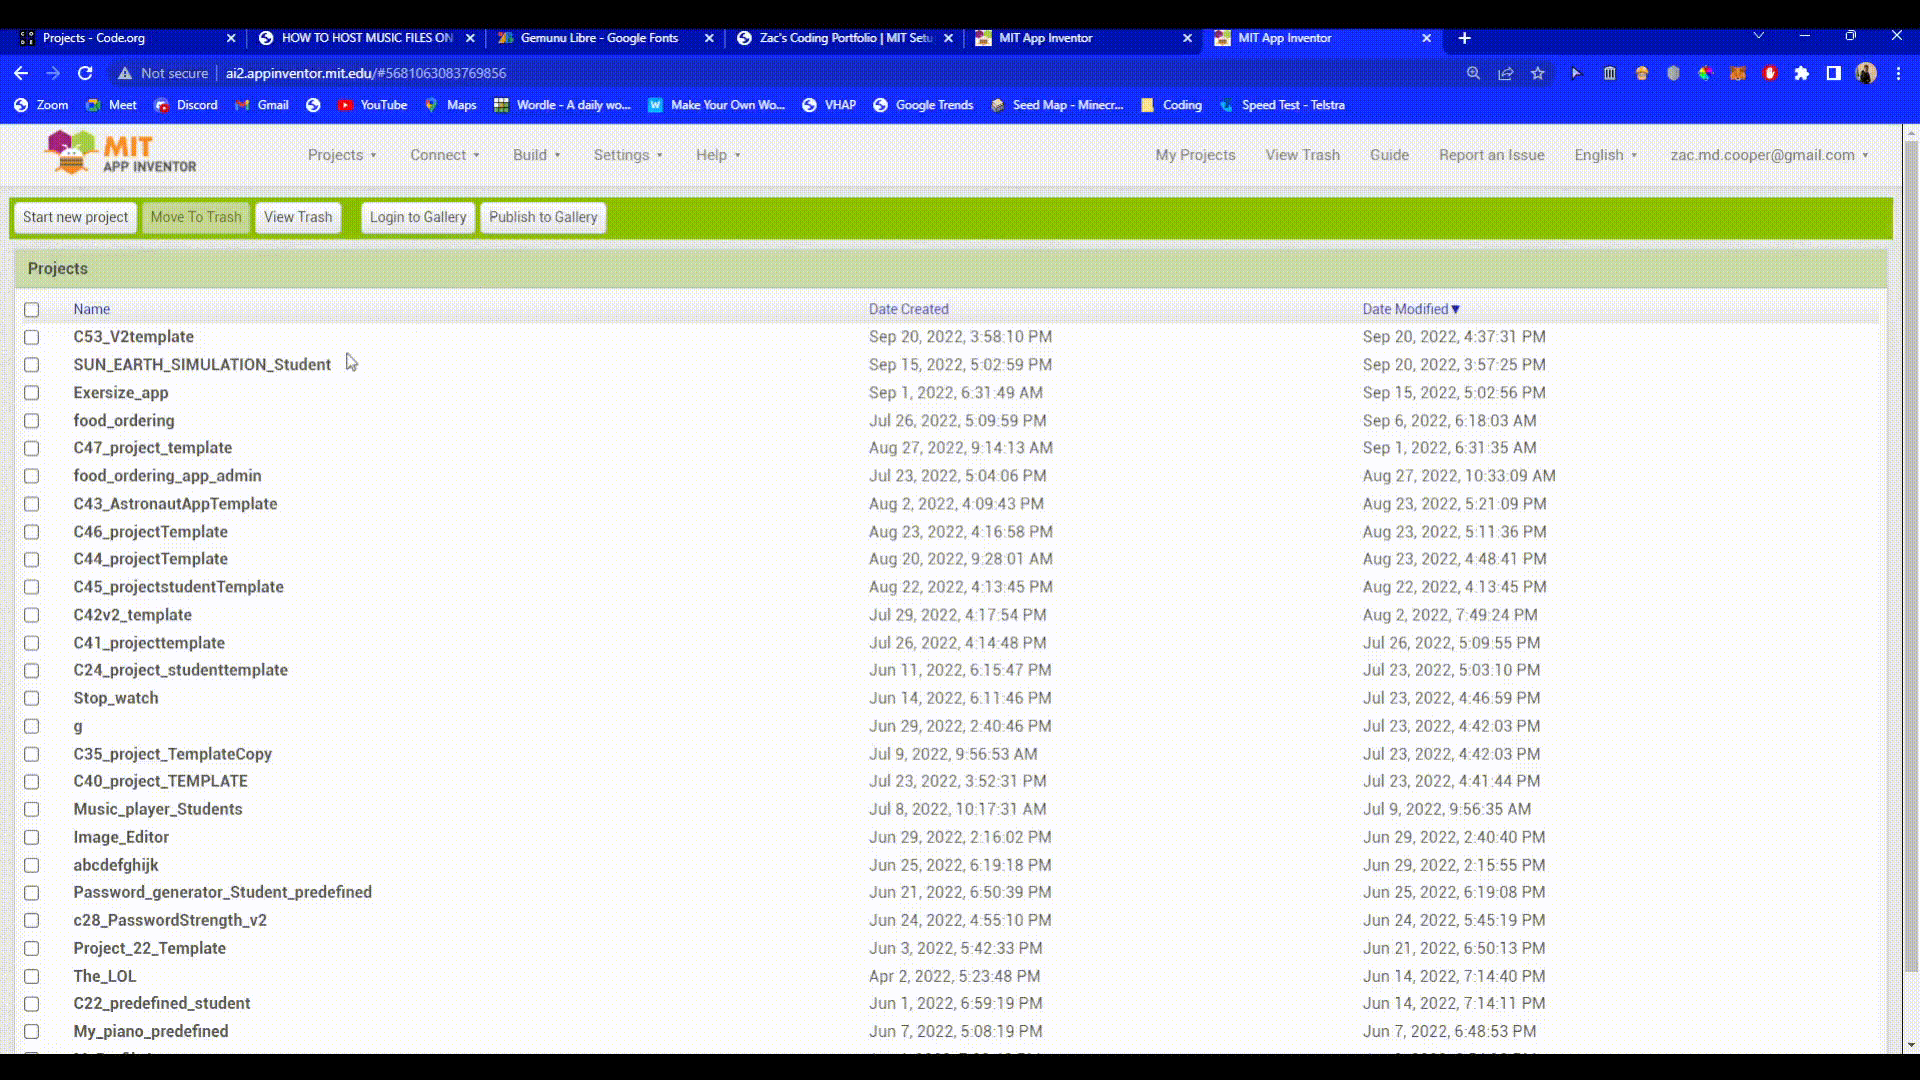 Projects - Code.org
HOW TO HOST MUSIC FILES ON
Gemunu Libre - Google Fonts
Zac's Coding Portfolio | MIT Setu
MIT App Inventor
MIT App Inventor
Not secure
ai2.appinventor.mit.edu/#5681063083769856
Zoom
Meet
Discord
Gmail
YouTube
Maps
Wordle - A daily wo...
Make Your Own Wo...
VHAP
Google Trends
Seed Map - Minecr...
Coding
Speed Test - Telstra
MIT
APP INVENTOR
Projects
Connect
Build
Settings
Help
My Projects
View Trash
Guide
Report an Issue
English
zac.md.cooper@gmail.com
Start new project
Move To Trash
View Trash
Login to Gallery
Publish to Gallery
Projects
Name Date Created Date Modified
C53_V2template Sep 20, 2022, 3:58:10 PM Sep 20, 2022, 4:37:31 PM
SUN_EARTH_SIMULATION_Student Sep 15, 2022, 5:02:59 PM Sep 20, 2022, 3:57:25 PM
Exersize_app Sep 1, 2022, 6:31:49 AM Sep 15, 2022, 5:02:56 PM
food_ordering Jul 26, 2022, 5:09:59 PM Sep 6, 2022, 6:18:03 AM
C47_project_template Aug 27, 2022, 9:14:13 AM Sep 1, 2022, 6:31:35 AM
food_ordering_app_admin Jul 23, 2022, 5:04:06 PM Aug 27, 2022, 10:33:09 AM
C43_AstronautAppTemplate Aug 2, 2022, 4:09:43 PM Aug 23, 2022, 5:21:09 PM
C46_projectTemplate Aug 23, 2022, 4:16:58 PM Aug 23, 2022, 5:11:36 PM
C44_projectTemplate Aug 20, 2022, 9:28:01 AM Aug 23, 2022, 4:48:41 PM
C45_projectstudentTemplate Aug 22, 2022, 4:13:45 PM Aug 22, 2022, 4:13:45 PM
C42v2_template Jul 29, 2022, 4:17:54 PM Aug 2, 2022, 7:49:24 PM
C41_projecttemplate Jul 26, 2022, 4:14:48 PM Jul 26, 2022, 5:09:55 PM
C24_project_studenttemplate Jun 11, 2022, 6:15:47 PM Jul 23, 2022, 5:03:10 PM
Stop_watch Jun 14, 2022, 6:11:46 PM Jul 23, 2022, 4:46:59 PM
g Jun 29, 2022, 2:40:46 PM Jul 23, 2022, 4:42:03 PM
C35_project_TemplateCopy Jul 9, 2022, 9:56:53 AM Jul 23, 2022, 4:42:03 PM
C40_project_TEMPLATE Jul 23, 2022, 3:52:31 PM Jul 23, 2022, 4:41:44 PM
Music_player_Students Jul 8, 2022, 10:17:31 AM Jul 9, 2022, 9:56:35 AM
Image_Editor Jun 29, 2022, 2:16:02 PM Jun 29, 2022, 2:40:40 PM
abcdefghijk Jun 25, 2022, 6:19:18 PM Jun 29, 2022, 2:15:55 PM
Password_generator_Student_predefined Jun 21, 2022, 6:50:39 PM Jun 25, 2022, 6:19:08 PM
c28_PasswordStrength_v2 Jun 24, 2022, 4:55:10 PM Jun 24, 2022, 5:45:19 PM
Project_22_Template Jun 3, 2022, 5:42:33 PM Jun 21, 2022, 6:50:13 PM
The_LOL Apr 2, 2022, 5:23:48 PM Jun 14, 2022, 7:14:40 PM
C22_predefined_student Jun 1, 2022, 6:59:19 PM Jun 14, 2022, 7:14:11 PM
My_piano_predefined Jun 7, 2022, 5:08:19 PM Jun 7, 2022, 6:48:53 PM